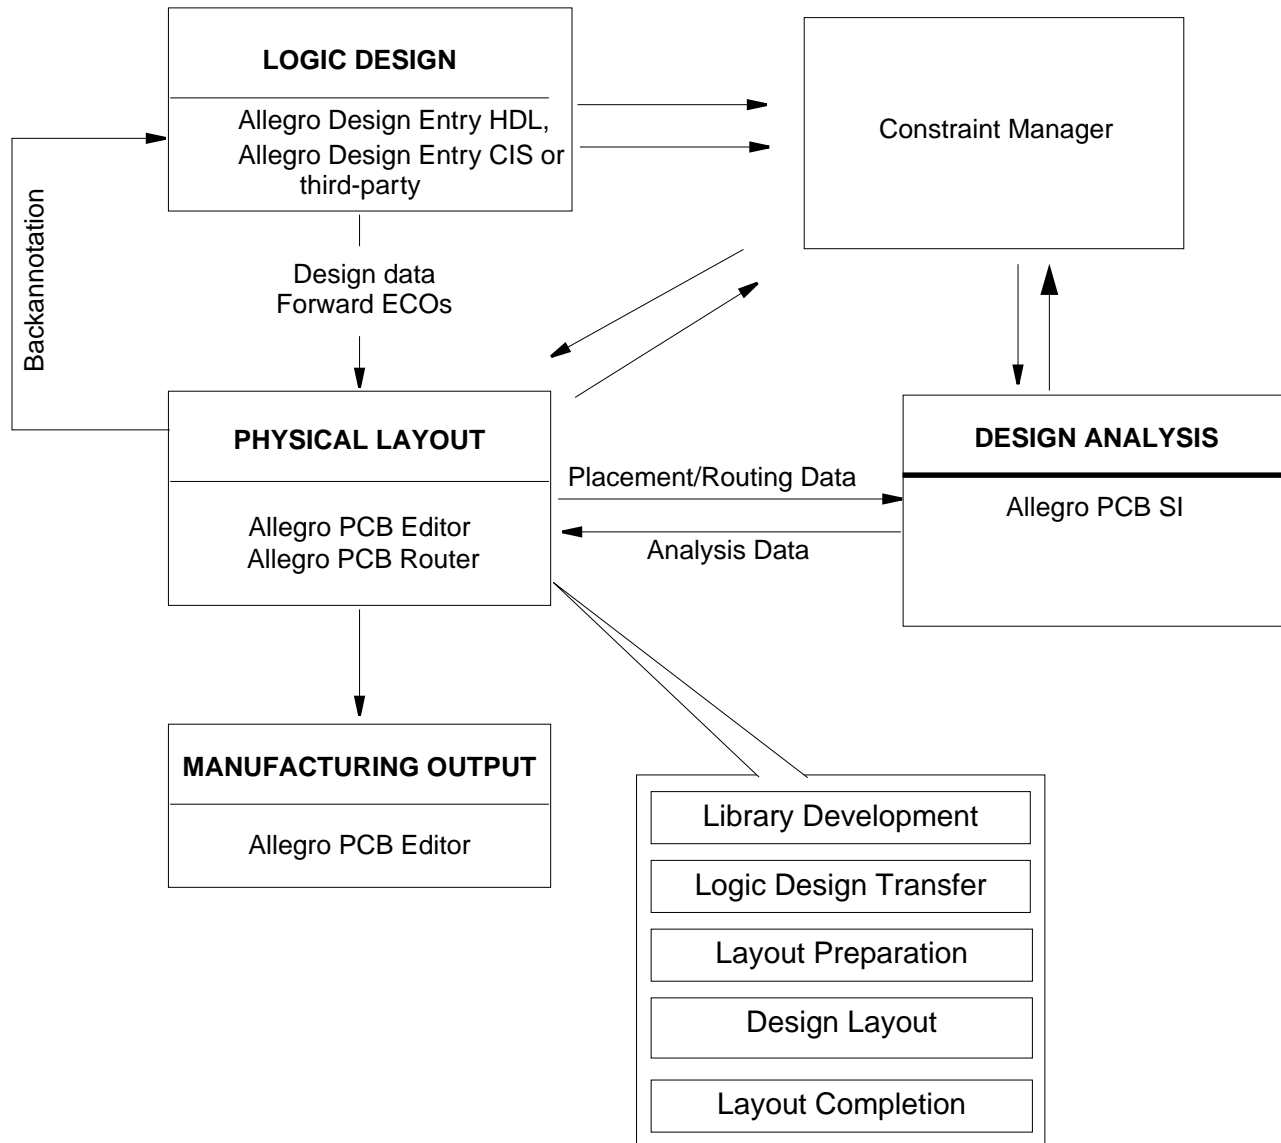 LOGIC DESIGN
Allegro Design Entry HDL,
Allegro Design Entry CIS or
third-party
Constraint Manager
Backannotation
Design data
Forward ECOs
PHYSICAL LAYOUT
Allegro PCB Editor
Allegro PCB Router
Placement/Routing Data
Analysis Data
DESIGN ANALYSIS
Allegro PCB SI
MANUFACTURING OUTPUT
Allegro PCB Editor
Library Development
Logic Design Transfer
Layout Preparation
Design Layout
Layout Completion